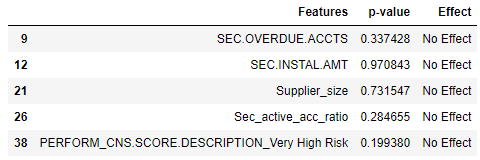 Features p-value Effect
9 SEC.OVERDUE.ACCTS 0.337428 No Effect
12 SEC.INSTAL.AMT 0.970843 No Effect
21 Supplier_size 0.731547 No Effect
26 Sec_active_acc_ratio 0.284655 No Effect
38 PERFORM_CNS.SCORE.DESCRIPTION_Very High Risk 0.199380 No Effect